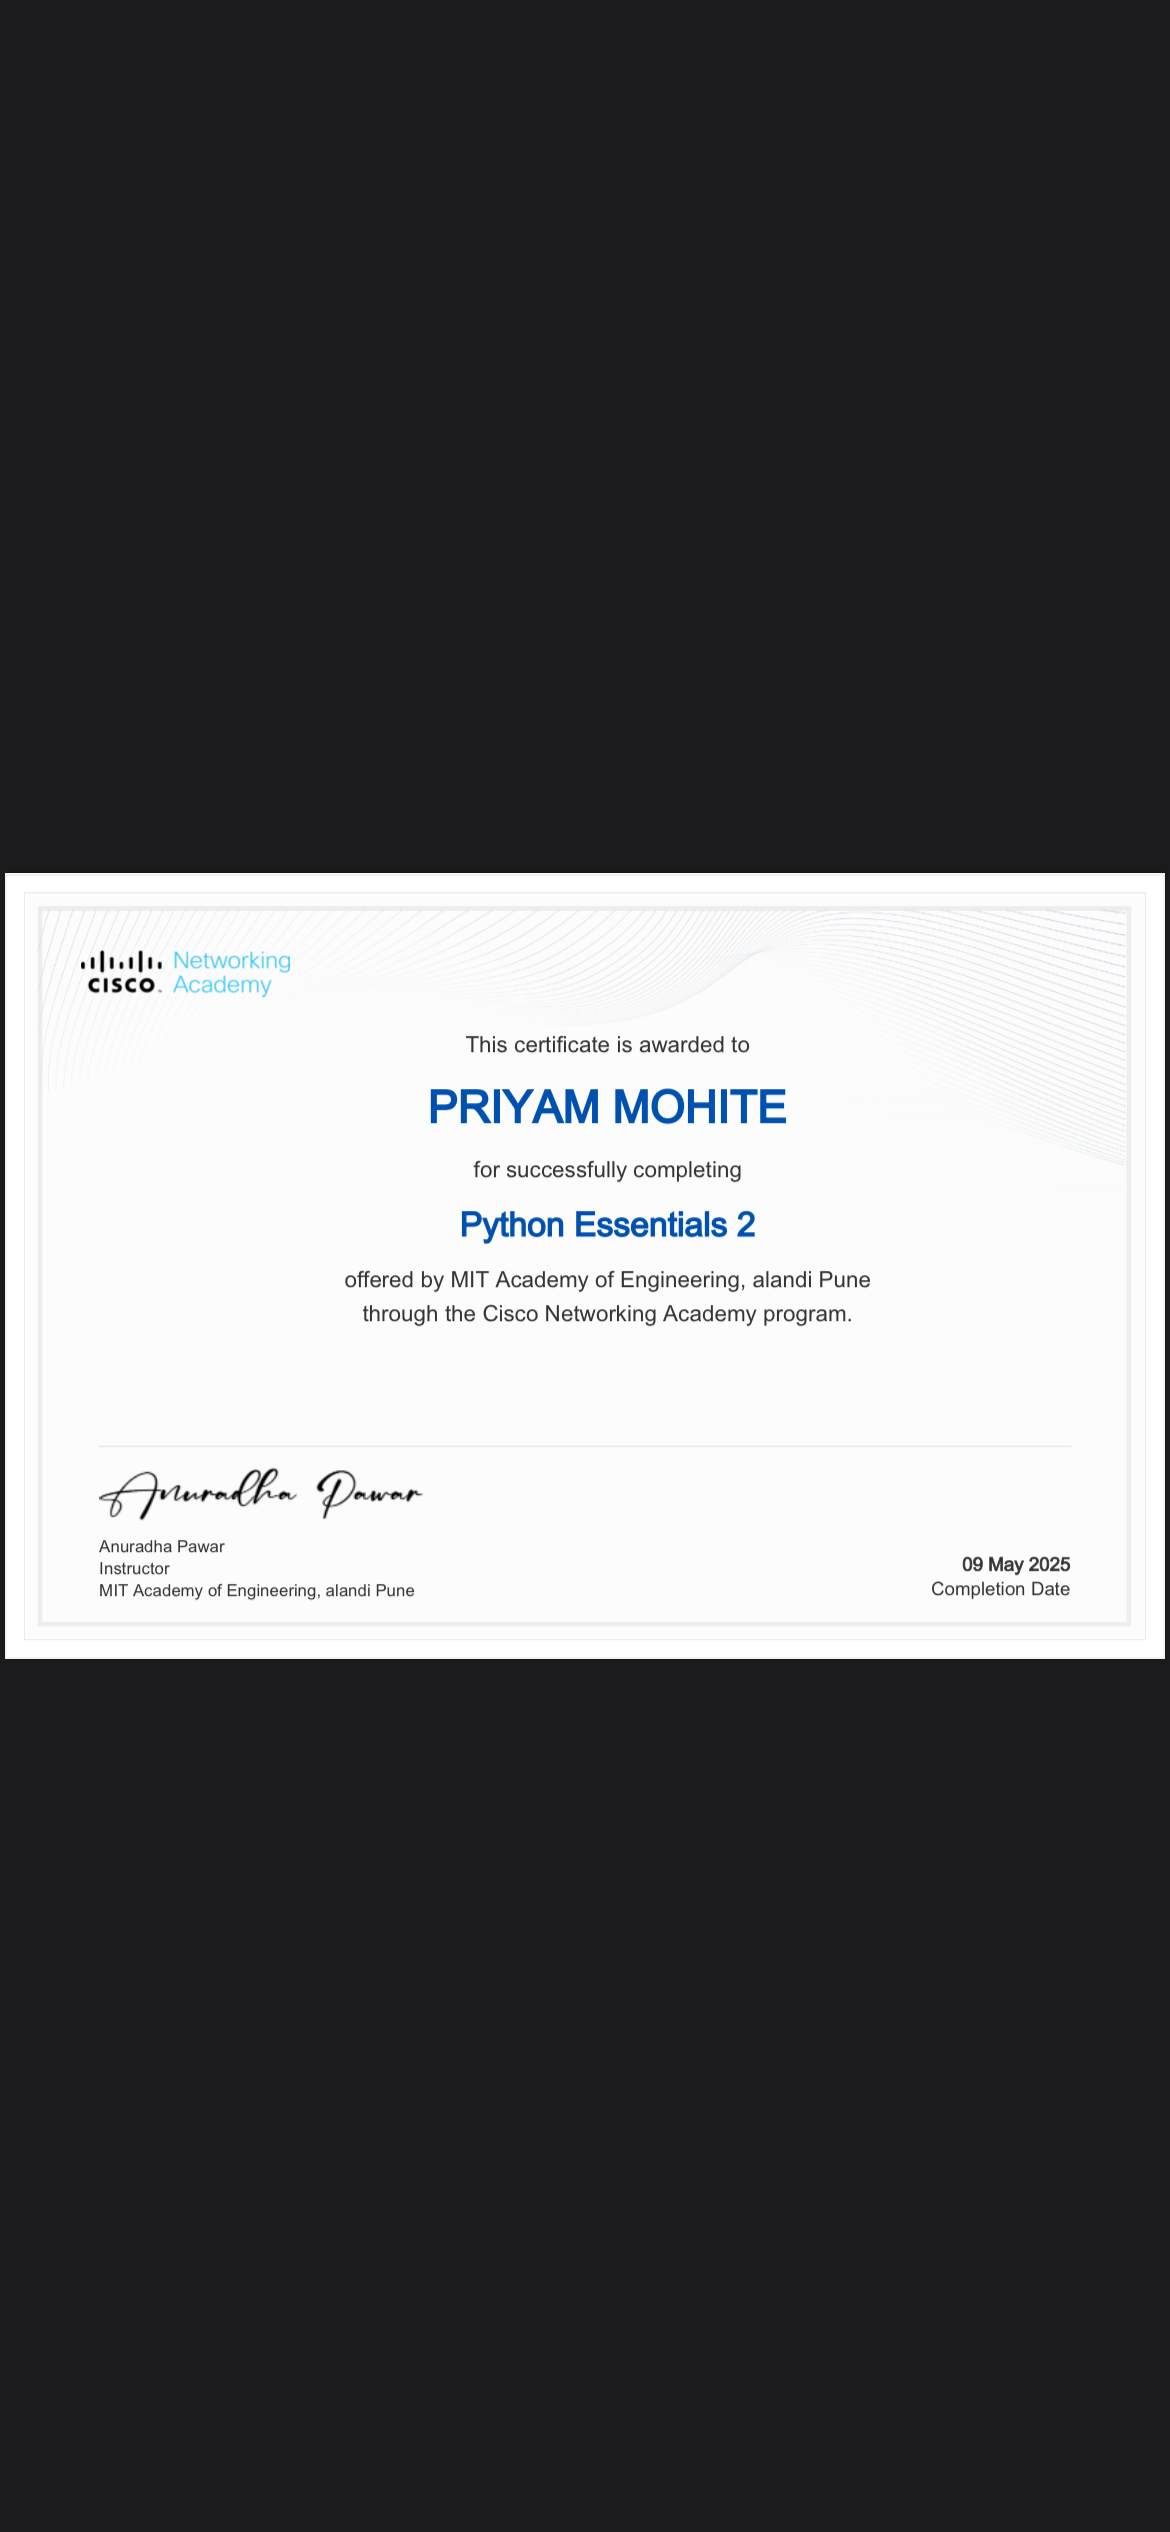 CISCO
Networking
Academy
This certificate is awarded to
PRIYAM MOHITE
for successfully completing
Python Essentials 2
offered by MIT Academy of Engineering, alandi Pune
through the Cisco Networking Academy program.
Anuradha Pawar
Anuradha Pawar
Instructor
MIT Academy of Engineering, alandi Pune
09 May 2025
Completion Date